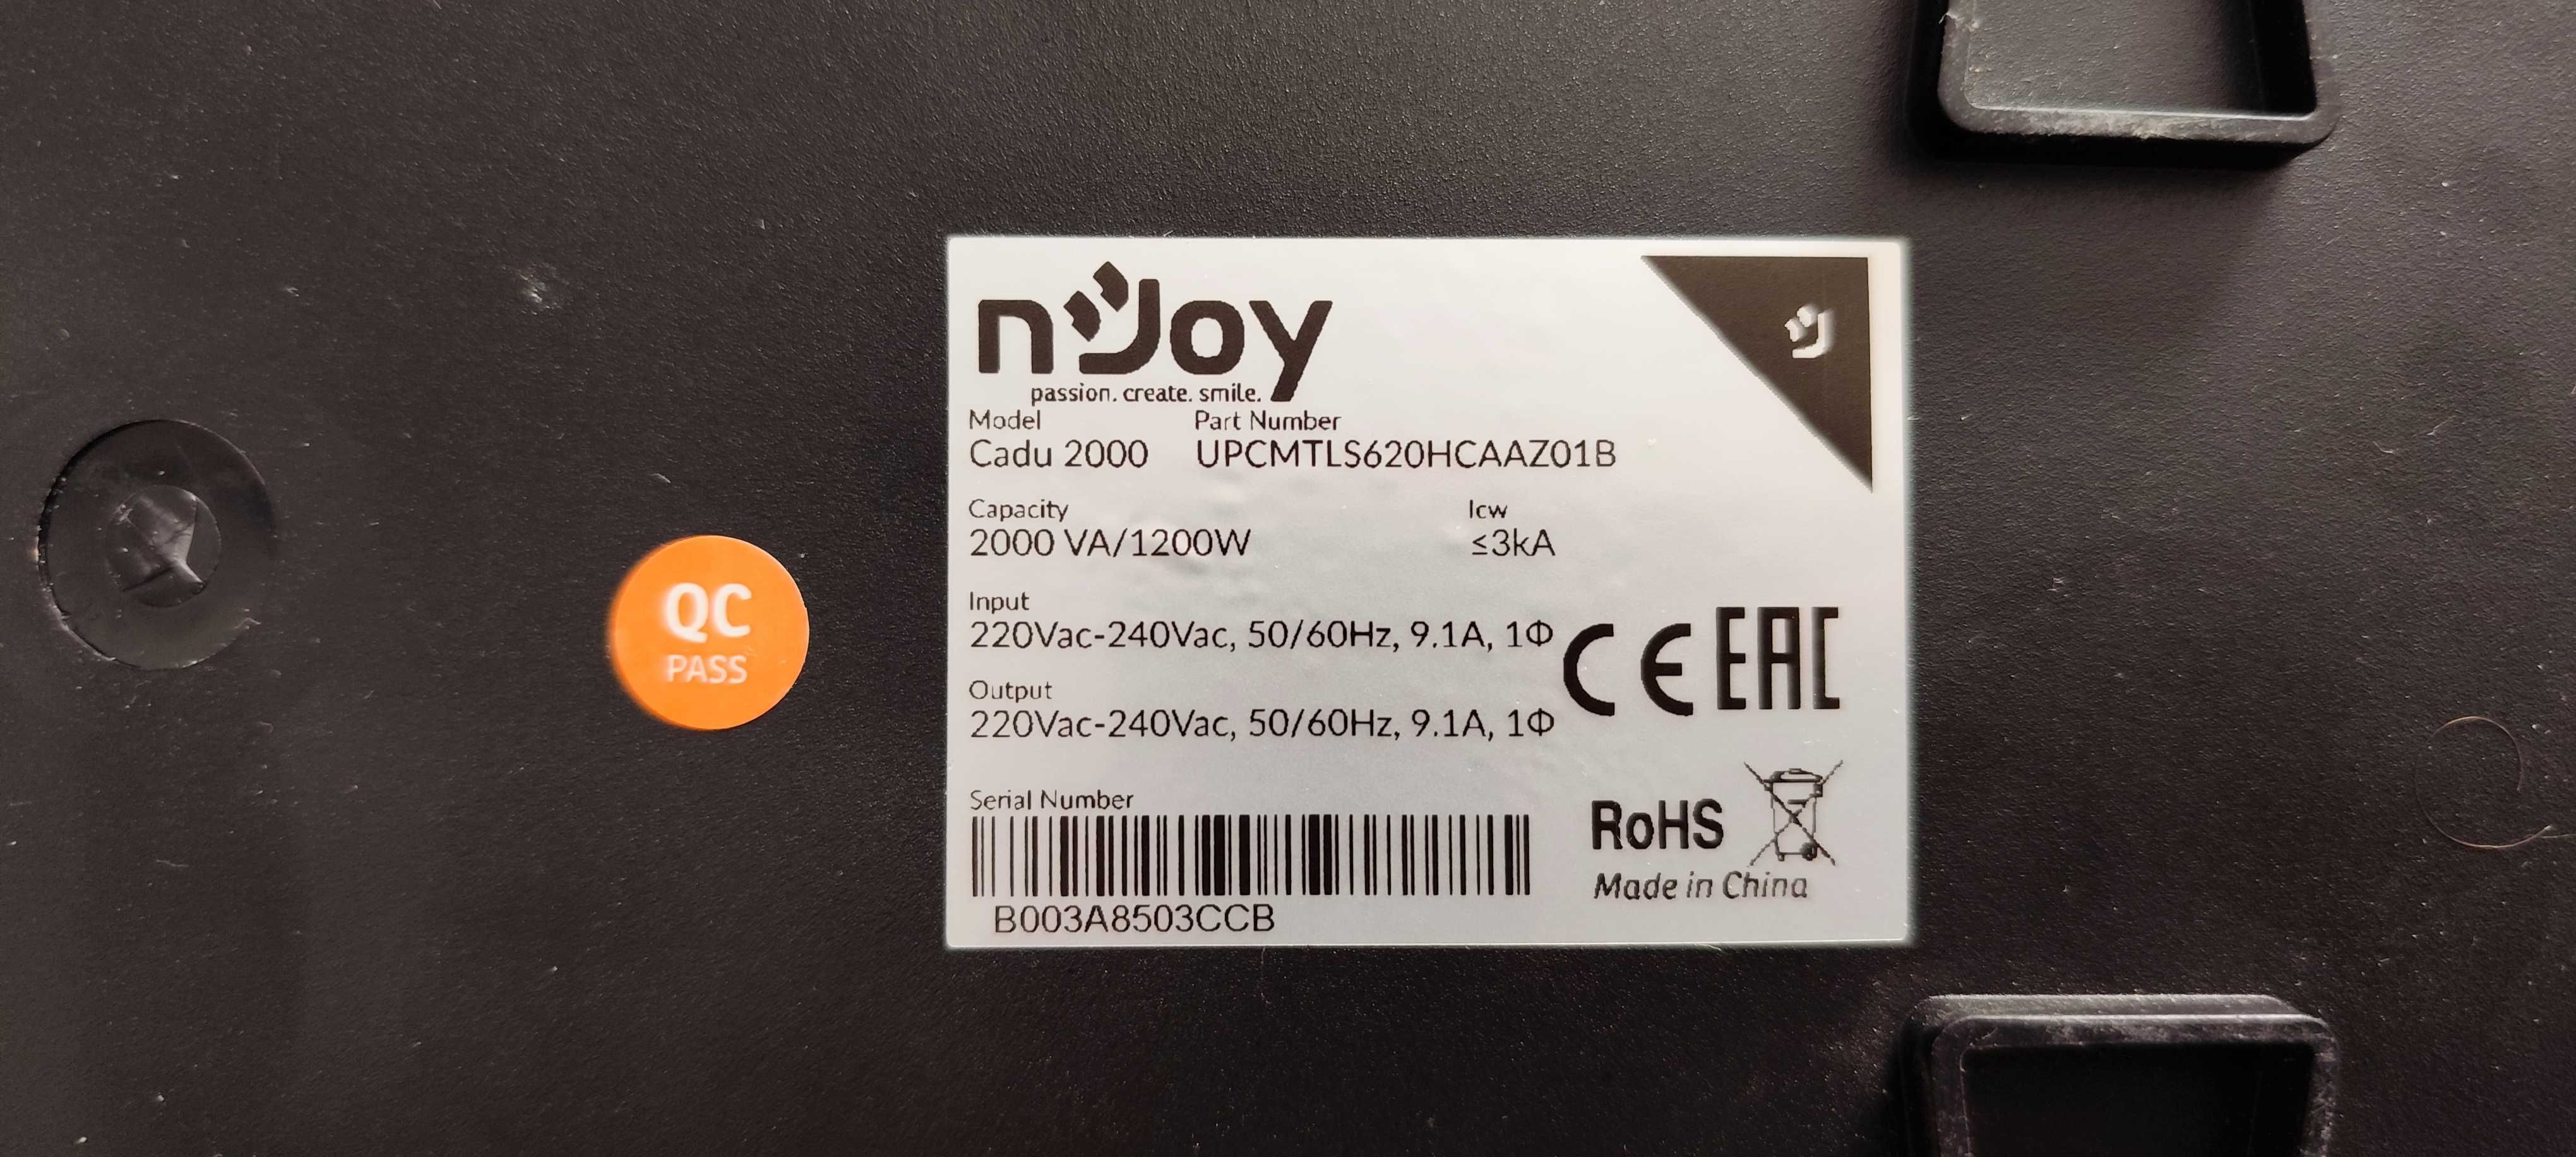 n'Joy
passion. create. smile.
Model Part Number
Cadu 2000 UPCMTLS620HCAAZ01B
Capacity Icw
2000 VA/1200W ≤3kA
Input
220Vac-240Vac, 50/60Hz, 9.1A, 1Φ
CE EAC
Output
220Vac-240Vac, 50/60Hz, 9.1A, 1Φ
Serial Number
B003A8503CCB
RoHS
Made in China
QC
PASS